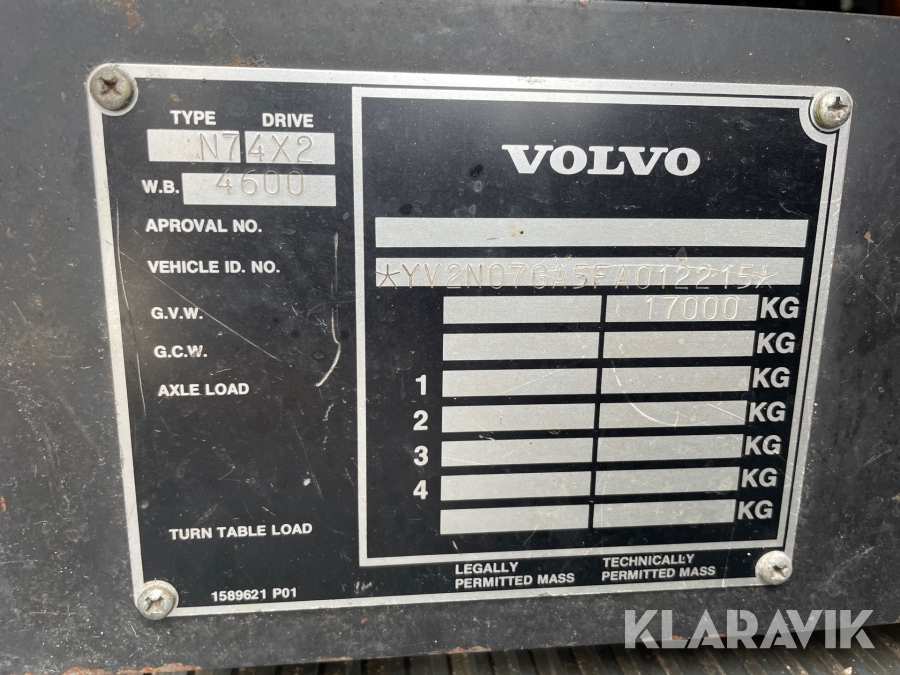 TYPE DRIVE
N7 4X2
W.B. 4600
VOLVO
APROVAL NO.
VEHICLE ID. NO. *YV2N07GA5FA012215*
G.V.W. 17000 KG
G.C.W. KG
AXLE LOAD 1 KG
2 KG
3 KG
4 KG
TURN TABLE LOAD KG
LEGALLY PERMITTED MASS
TECHNICALLY PERMITTED MASS
1589621 P01
KLARAVIK